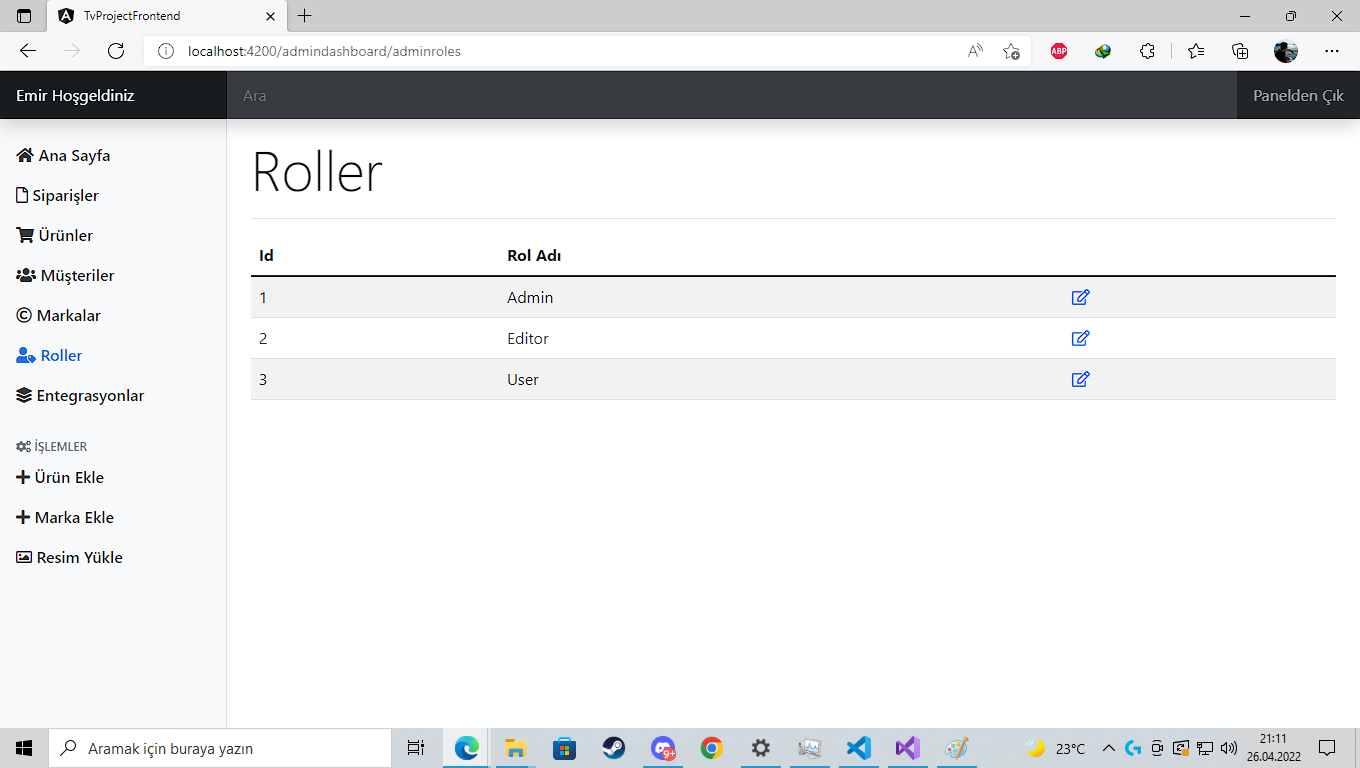 TvProjectFrontend
localhost:4200/admindashboard/adminroles
ABP
Emir Hoşgeldiniz
Ara
Panelden Çık
Ana Sayfa
Siparişler
Ürünler
Müşteriler
Markalar
Roller
Entegrasyonlar
İŞLEMLER
Ürün Ekle
Marka Ekle
Resim Yükle
Roller
Id Rol Adı
1 Admin
2 Editor
3 User
Aramak için buraya yazın
9+
23°C
21:11
26.04.2022